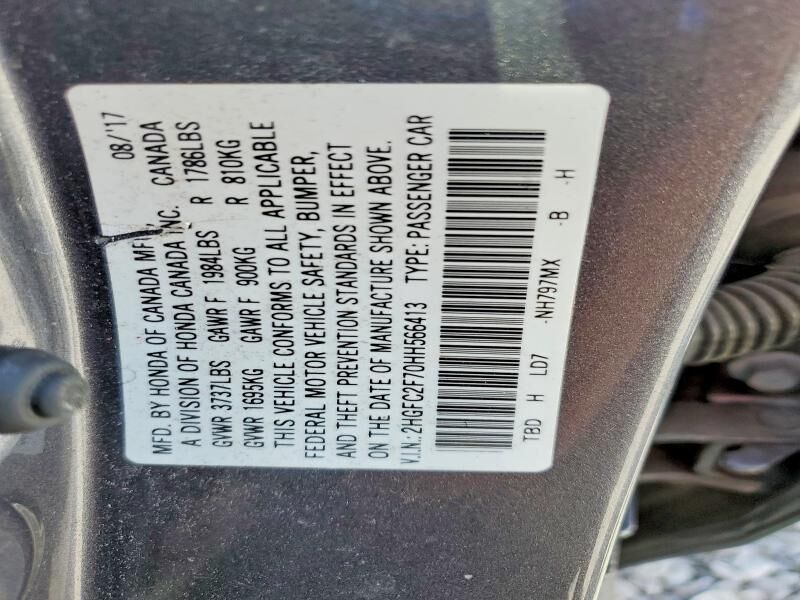 MFD. BY HONDA OF CANADA MFG., 08/'17
A DIVISION OF HONDA CANADA INC. CANADA
GVWR 3737LBS GAWR F 1984LBS R 1786LBS
GVWR 1695KG GAWR F 900KG R 810KG
THIS VEHICLE CONFORMS TO ALL APPLICABLE
FEDERAL MOTOR VEHICLE SAFETY, BUMPER,
AND THEFT PREVENTION STANDARDS IN EFFECT
ON THE DATE OF MANUFACTURE SHOWN ABOVE.
V.I.N.: 2HGFC2F70HH566413 TYPE: PASSENGER CAR
TBD H LD7 -NH797MX -B -H